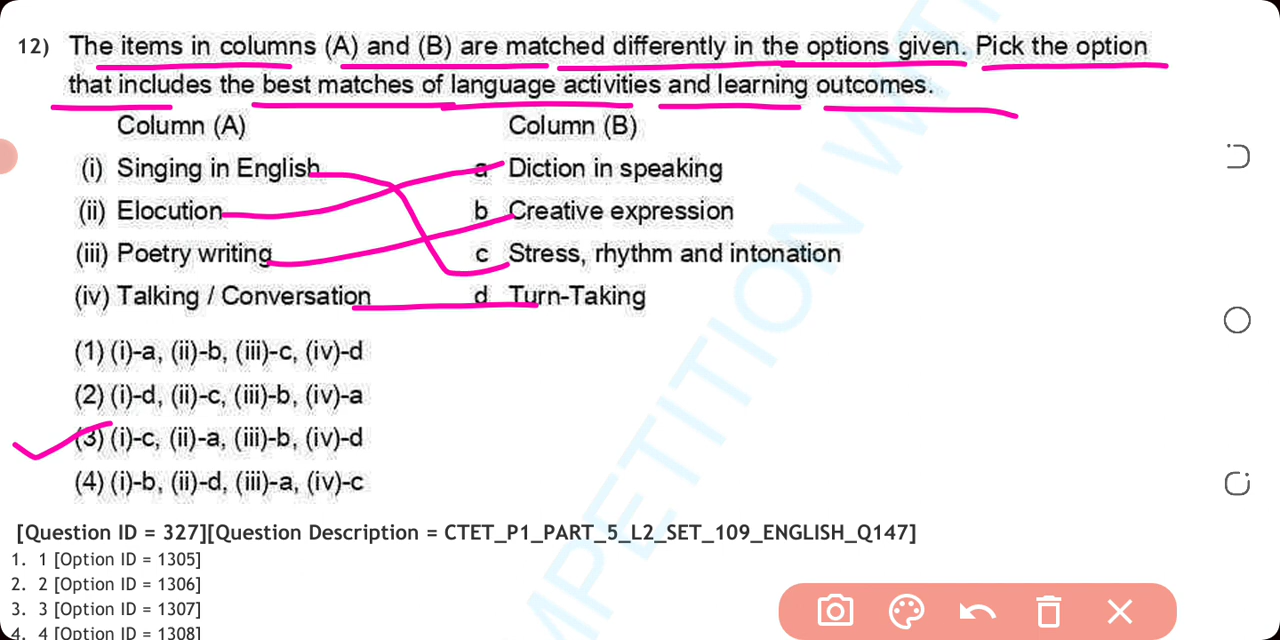 12) The items in columns (A) and (B) are matched differently in the options given. Pick the option
that includes the best matches of language activities and learning outcomes.
Column (A) Column (B)
(i) Singing in English a Diction in speaking
(ii) Elocution b Creative expression
(iii) Poetry writing c Stress, rhythm and intonation
(iv) Talking / Conversation d Turn-Taking
(1) (i)-a, (ii)-b, (iii)-c, (iv)-d
(2) (i)-d, (ii)-c, (iii)-b, (iv)-a
(3) (i)-c, (ii)-a, (iii)-b, (iv)-d
(4) (i)-b, (ii)-d, (iii)-a, (iv)-c
[Question ID = 327][Question Description = CTET_P1_PART_5_L2_SET_109_ENGLISH_Q147]
1. 1 [Option ID = 1305]
2. 2 [Option ID = 1306]
3. 3 [Option ID = 1307]
4. 4 [Option ID = 1308]